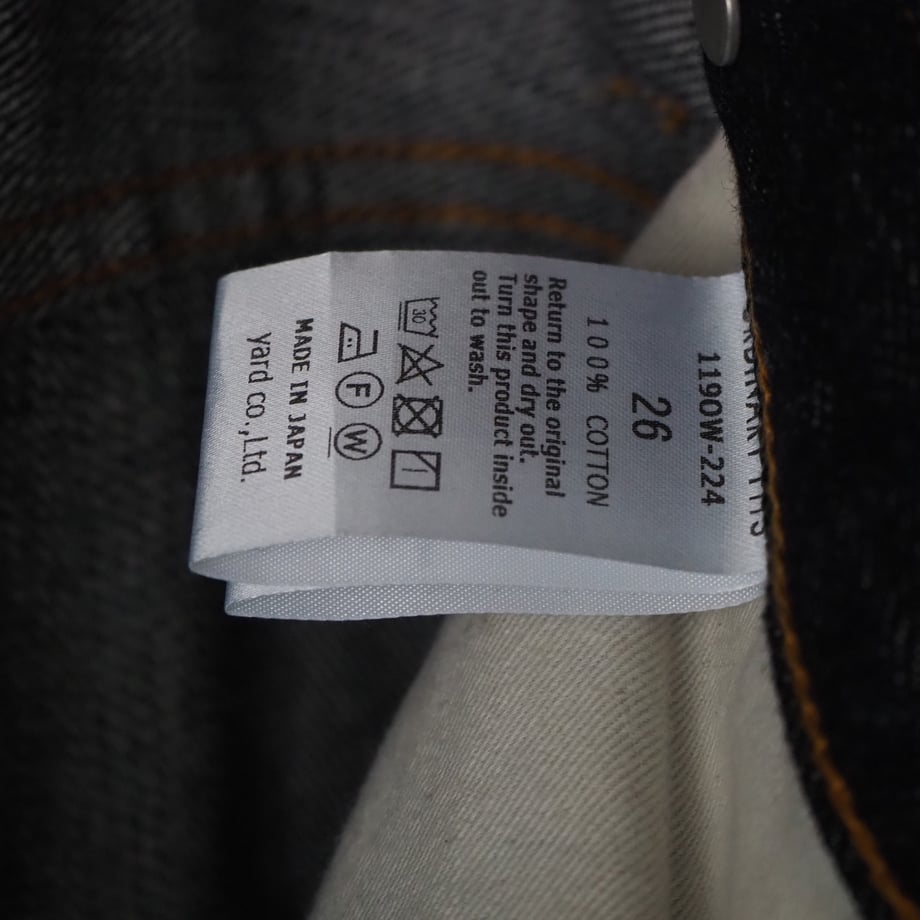 1190W-224
26
100% COTTON
Return to the original
shape and dry out.
Turn this product inside
out to wash.
30
F
W
MADE IN JAPAN
yard co.,Ltd.